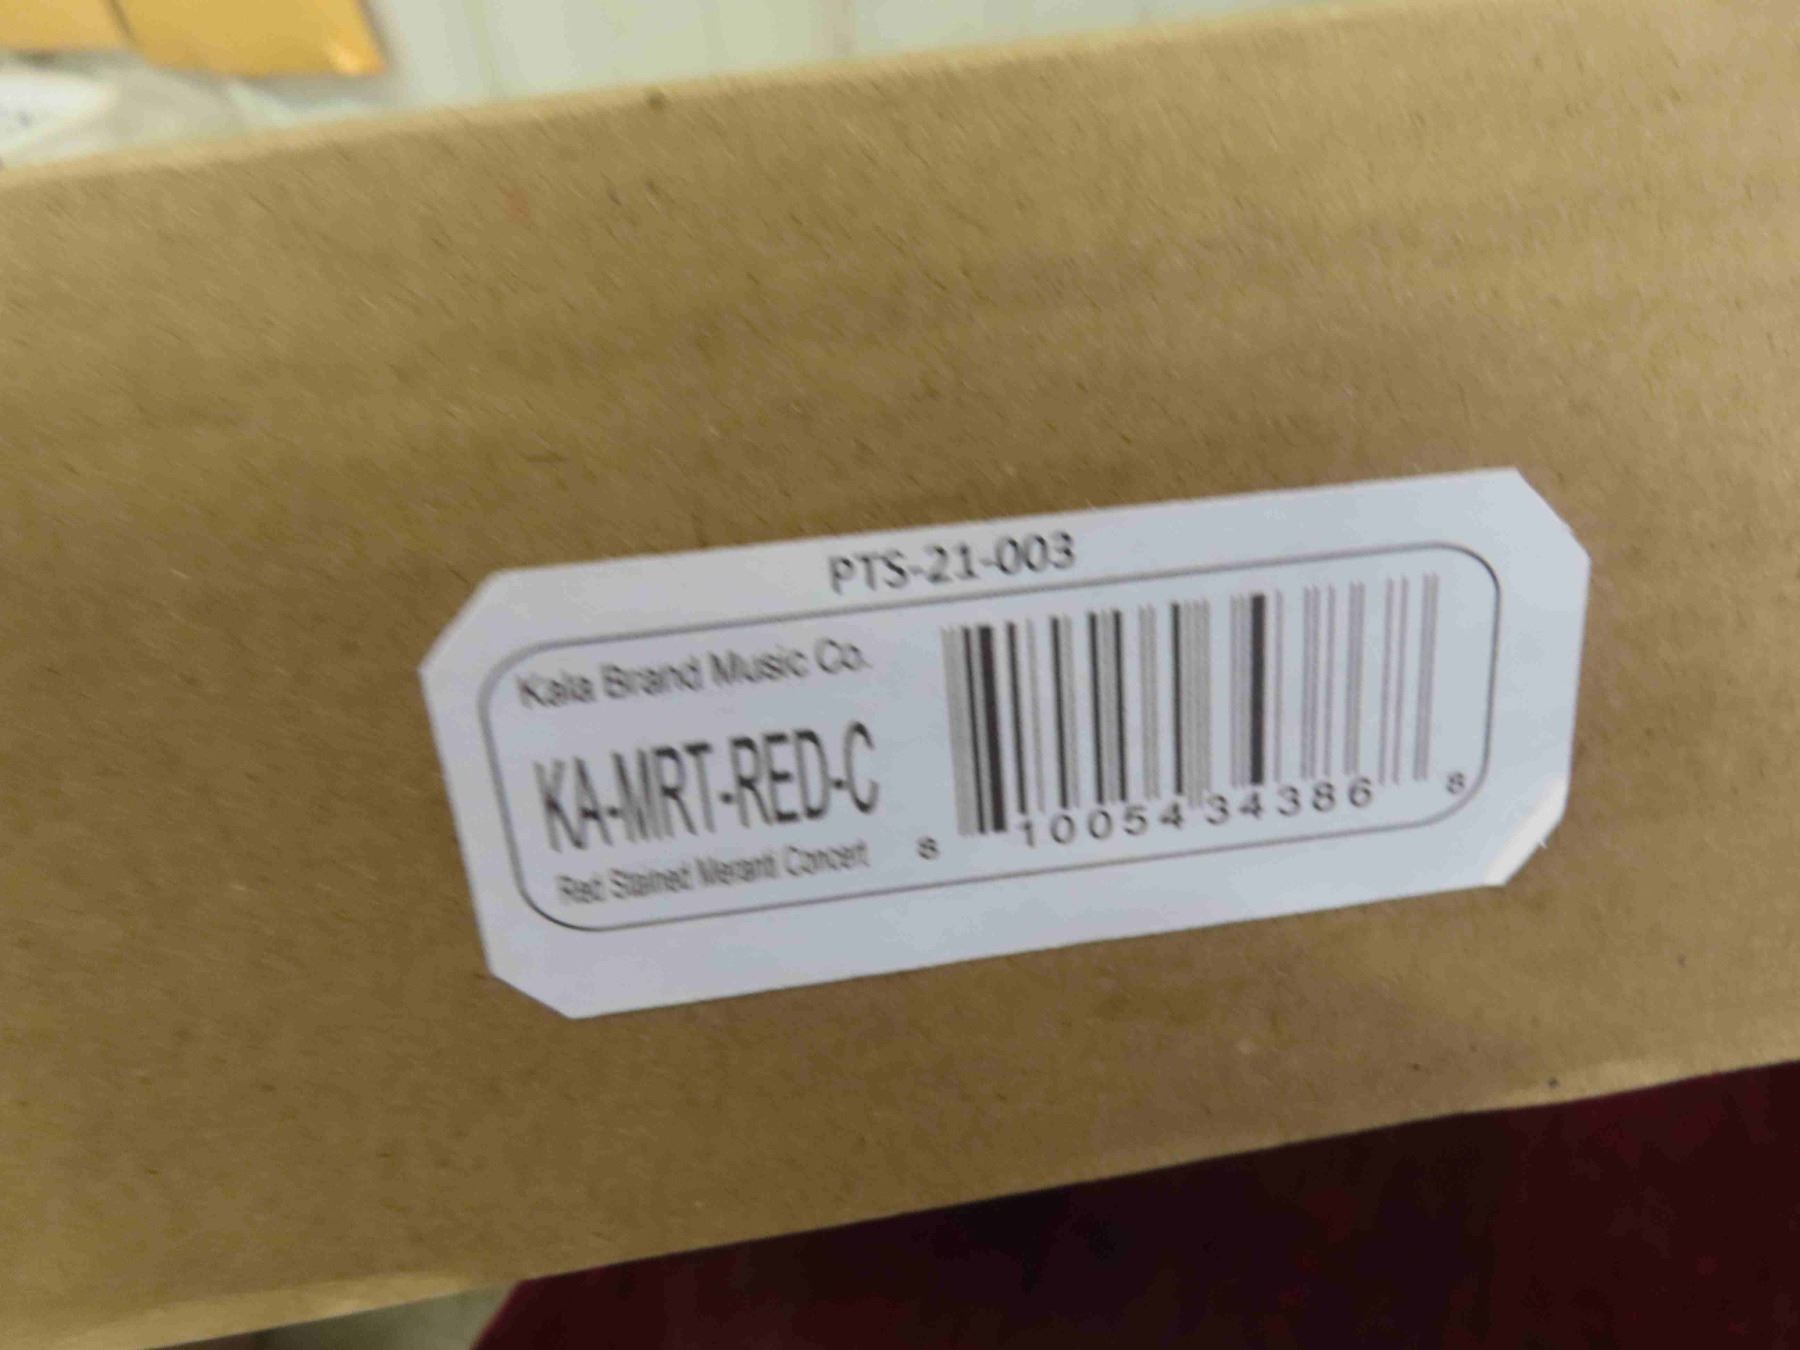 PTS-21-003
Kala Brand Music Co.
KA-MRT-RED-C
Red Stained Meranti Concert
8 10054 34386 8